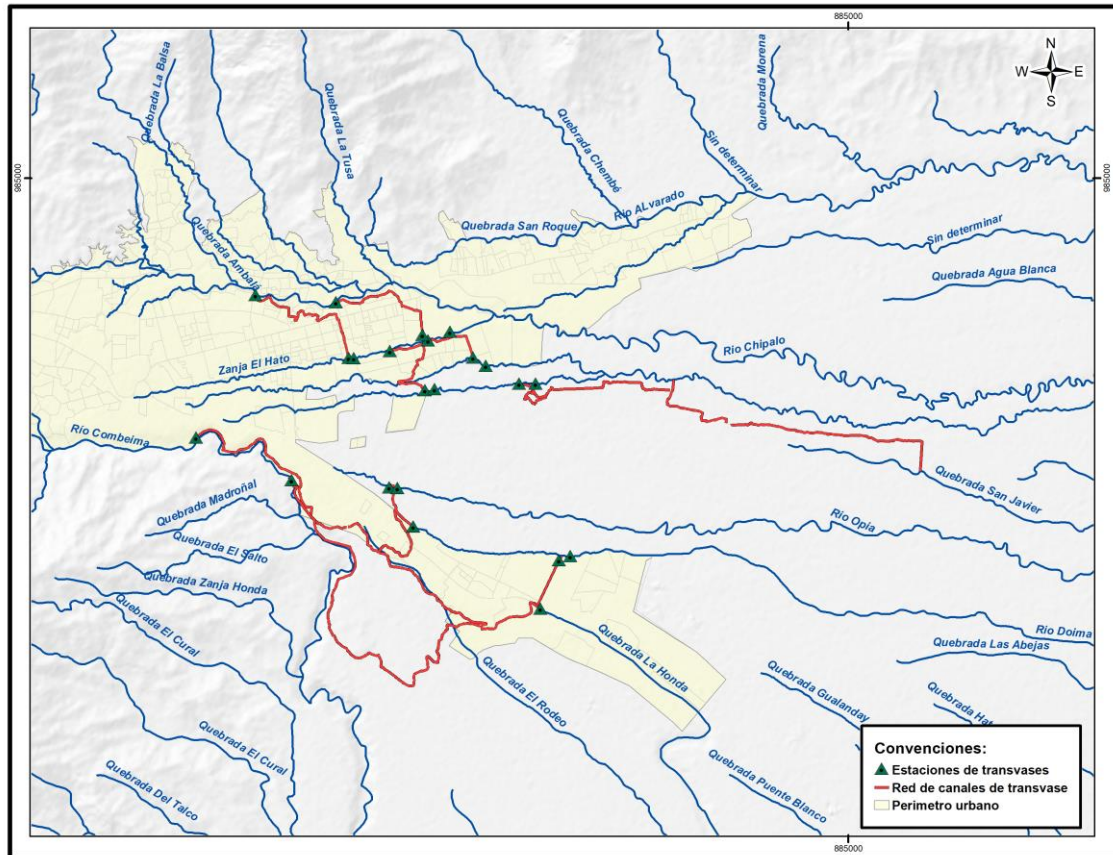 885000
985000
985000
N
W E
S
Quebrada La Balsa
Quebrada La Tusa
Quebrada Chembé
Sin determinar
Quebrada Morena
Río ALvarado
Quebrada San Roque
Quebrada Ambalá
Sin determinar
Quebrada Agua Blanca
Zanja El Hato
Río Chipalo
Río Combeima
Quebrada San Javier
Quebrada Madroñal
Río Opia
Quebrada El Salto
Quebrada Zanja Honda
Quebrada El Cural
Río Doima
Quebrada Las Abejas
Quebrada La Honda
Quebrada El Rodeo
Quebrada Gualanday
Quebrada
Quebrada El Cural
Quebrada Del Talco
Quebrada Puente Blanco
Convenciones:
Estaciones de transvases
Red de canales de transvase
Perimetro urbano
885000